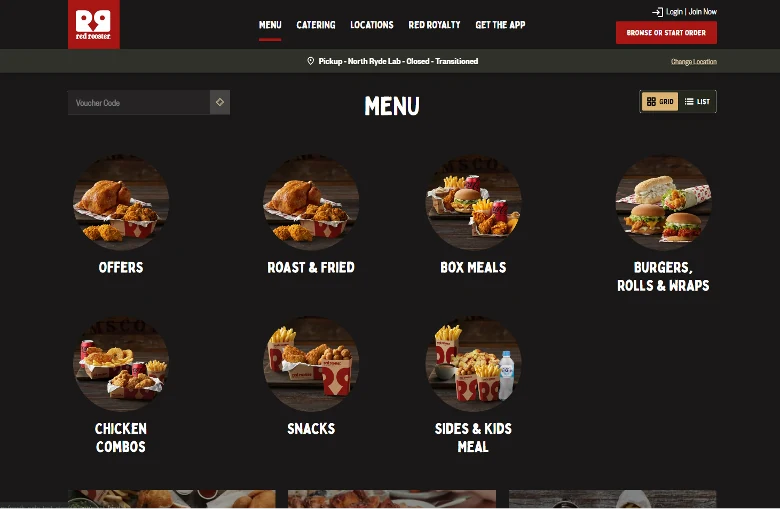 red rooster
MENU
CATERING
LOCATIONS
RED ROYALTY
GET THE APP
Login | Join Now
BROWSE OR START ORDER
Pickup - North Ryde Lab - Closed - Transitioned
Change Location
Voucher Code
MENU
GRID
LIST
OFFERS
ROAST & FRIED
BOX MEALS
BURGERS,
ROLLS & WRAPS
CHICKEN
COMBOS
SNACKS
SIDES & KIDS
MEAL